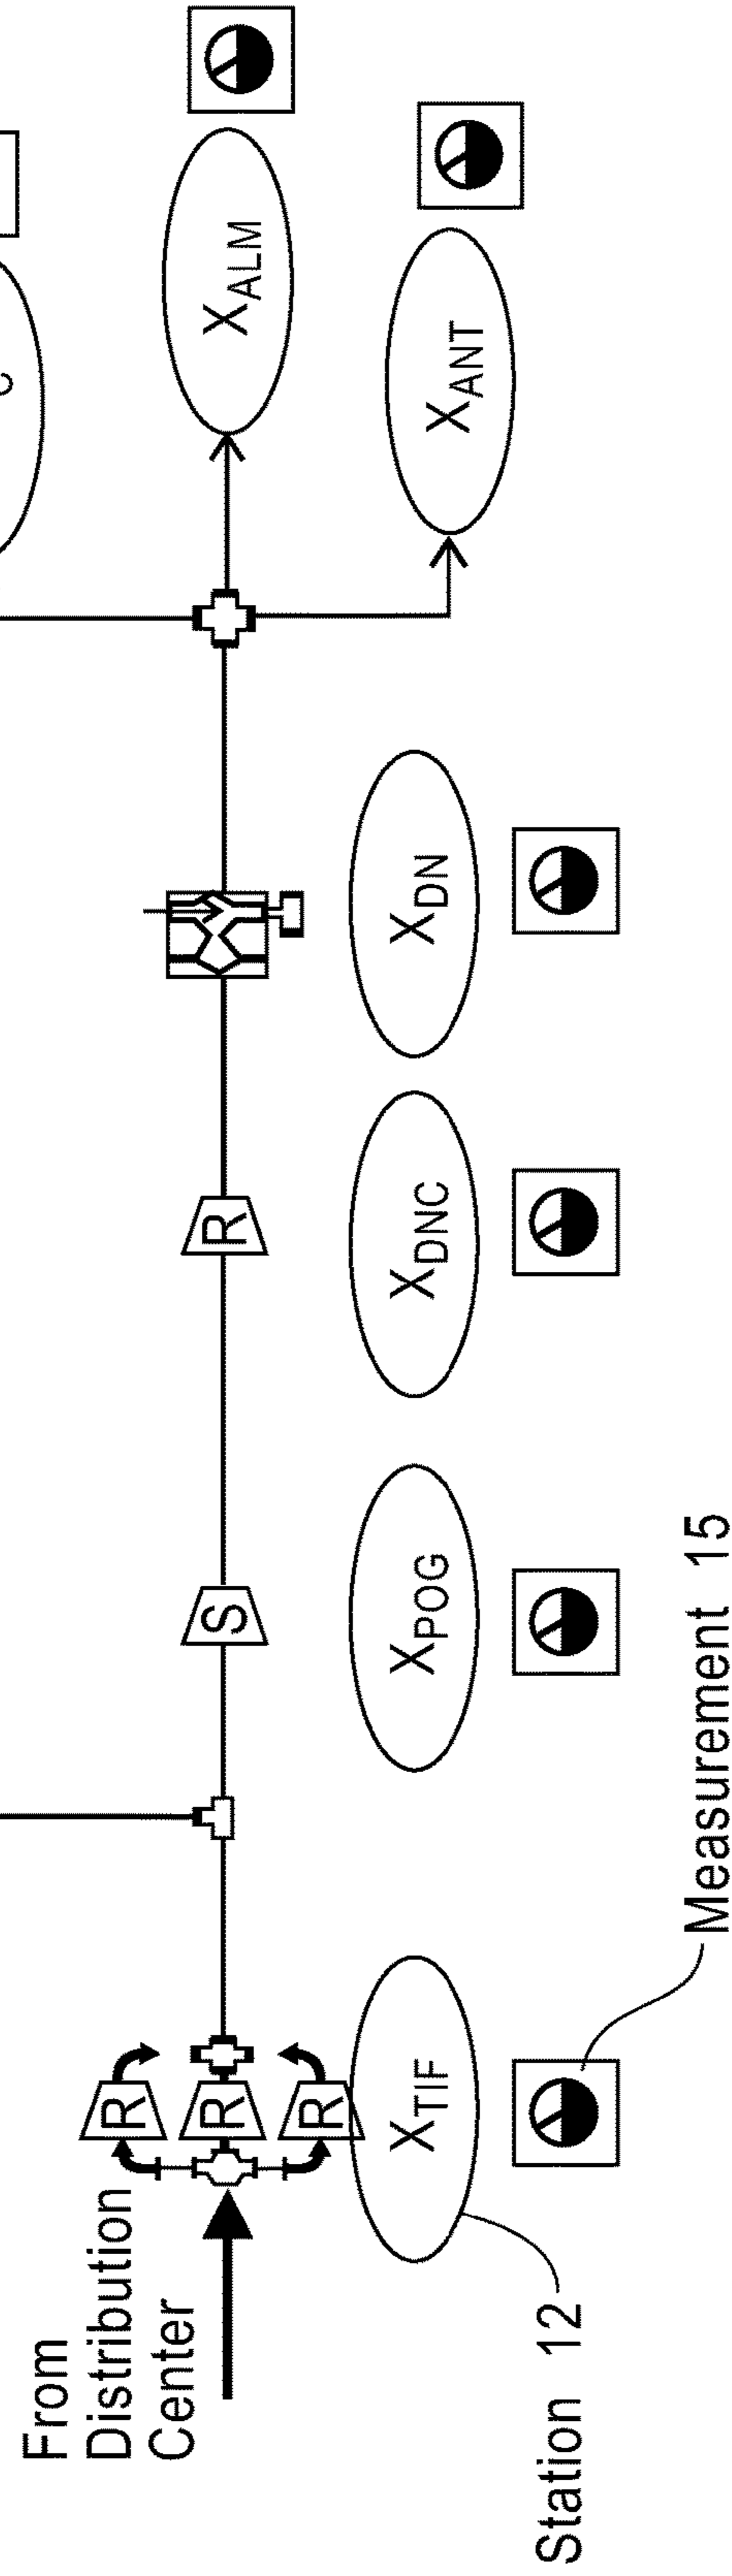 From
Distribution
Center
R
R
R
S
R
C
X_ALM
X_ANT
X_TIF
X_POG
X_DNC
X_DN
Station 12
Measurement 15